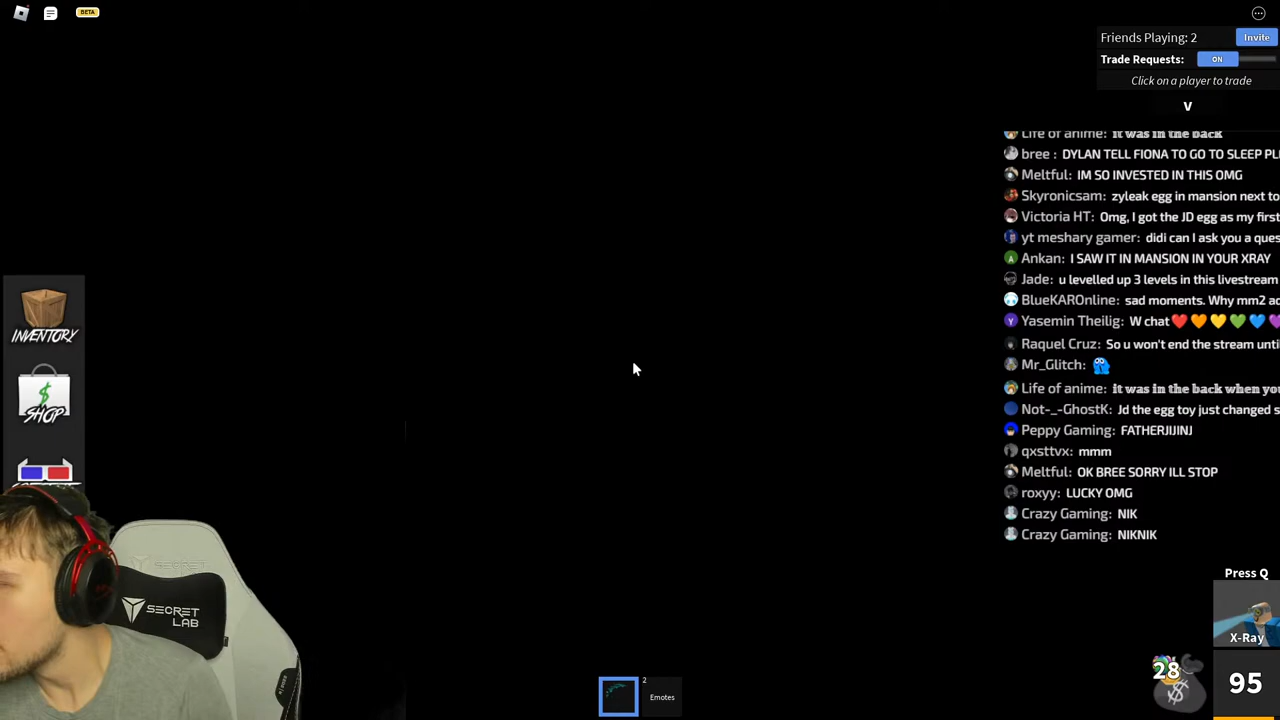 BETA
Friends Playing: 2 Invite
Trade Requests: ON
Click on a player to trade
v
Life of anime: it was in the back
bree : DYLAN TELL FIONA TO GO TO SLEEP
Meltful: IM SO INVESTED IN THIS OMG
Skyronicsam: zyleak egg in mansion next to
Victoria HT: Omg, I got the JD egg as my first
yt meshary gamer: didi can I ask you a
Ankan: I SAW IT IN MANSION IN YOUR XRAY
A
Jade: u levelled up 3 levels in this livestream
BlueKAROnline: sad moments. Why mm2
Yasemin Theilig: W chat❤️🧡💛💚💙💜
Y
Raquel Cruz: So u won't end the stream
Mr_Glitch:
Life of anime: it was in the back when
Not-_-GhostK: Jd the egg toy just changed
Peppy Gaming: FATHERJIJINJ
qxsttvx: mmm
Meltful: OK BREE SORRY ILL STOP
roxyy: LUCKY OMG
Crazy Gaming: NIK
Crazy Gaming: NIKNIK
INVENTORY
$
SHOP
SECRET
LAB
Press Q
X-Ray
28
$
95
2
Emotes